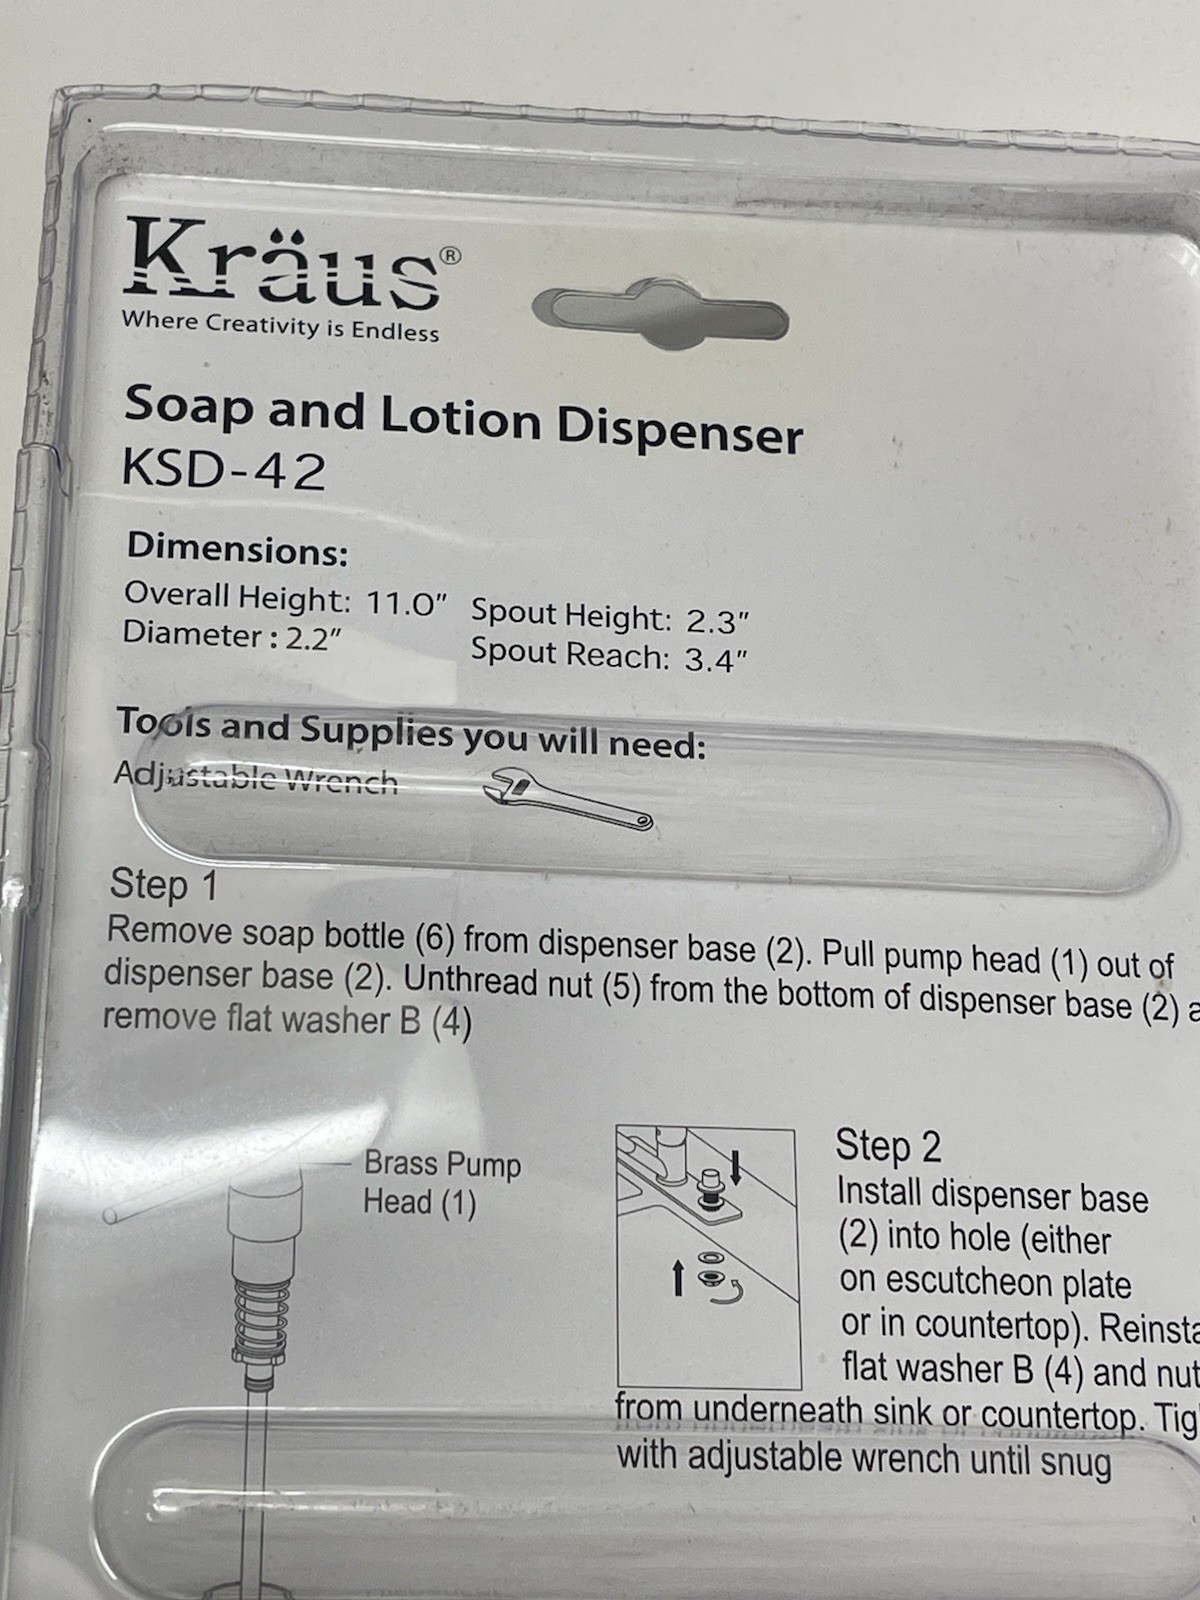 Kräus®
Where Creativity is Endless
Soap and Lotion Dispenser
KSD-42
Dimensions:
Overall Height: 11.0" Spout Height: 2.3"
Diameter : 2.2" Spout Reach: 3.4"
Tools and Supplies you will need:
Adjustable Wrench
Step 1
Remove soap bottle (6) from dispenser base (2). Pull pump head (1) out of
dispenser base (2). Unthread nut (5) from the bottom of dispenser base (2)
remove flat washer B (4)
Brass Pump
Head (1)
Step 2
Install dispenser base
(2) into hole (either
on escutcheon plate
or in countertop).
flat washer B (4) and nut
from underneath sink or countertop.
with adjustable wrench until snug